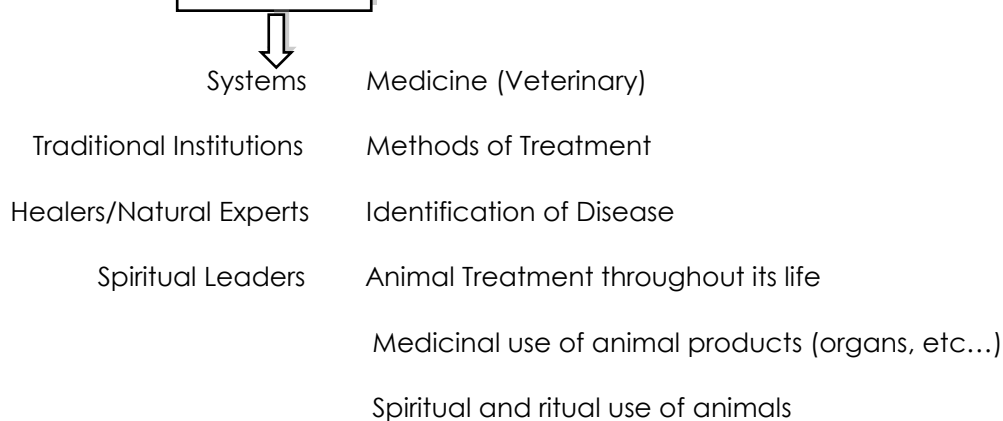 Systems Medicine (Veterinary)
Traditional Institutions Methods of Treatment
Healers/Natural Experts Identification of Disease
Spiritual Leaders Animal Treatment throughout its life
Medicinal use of animal products (organs, etc…)
Spiritual and ritual use of animals